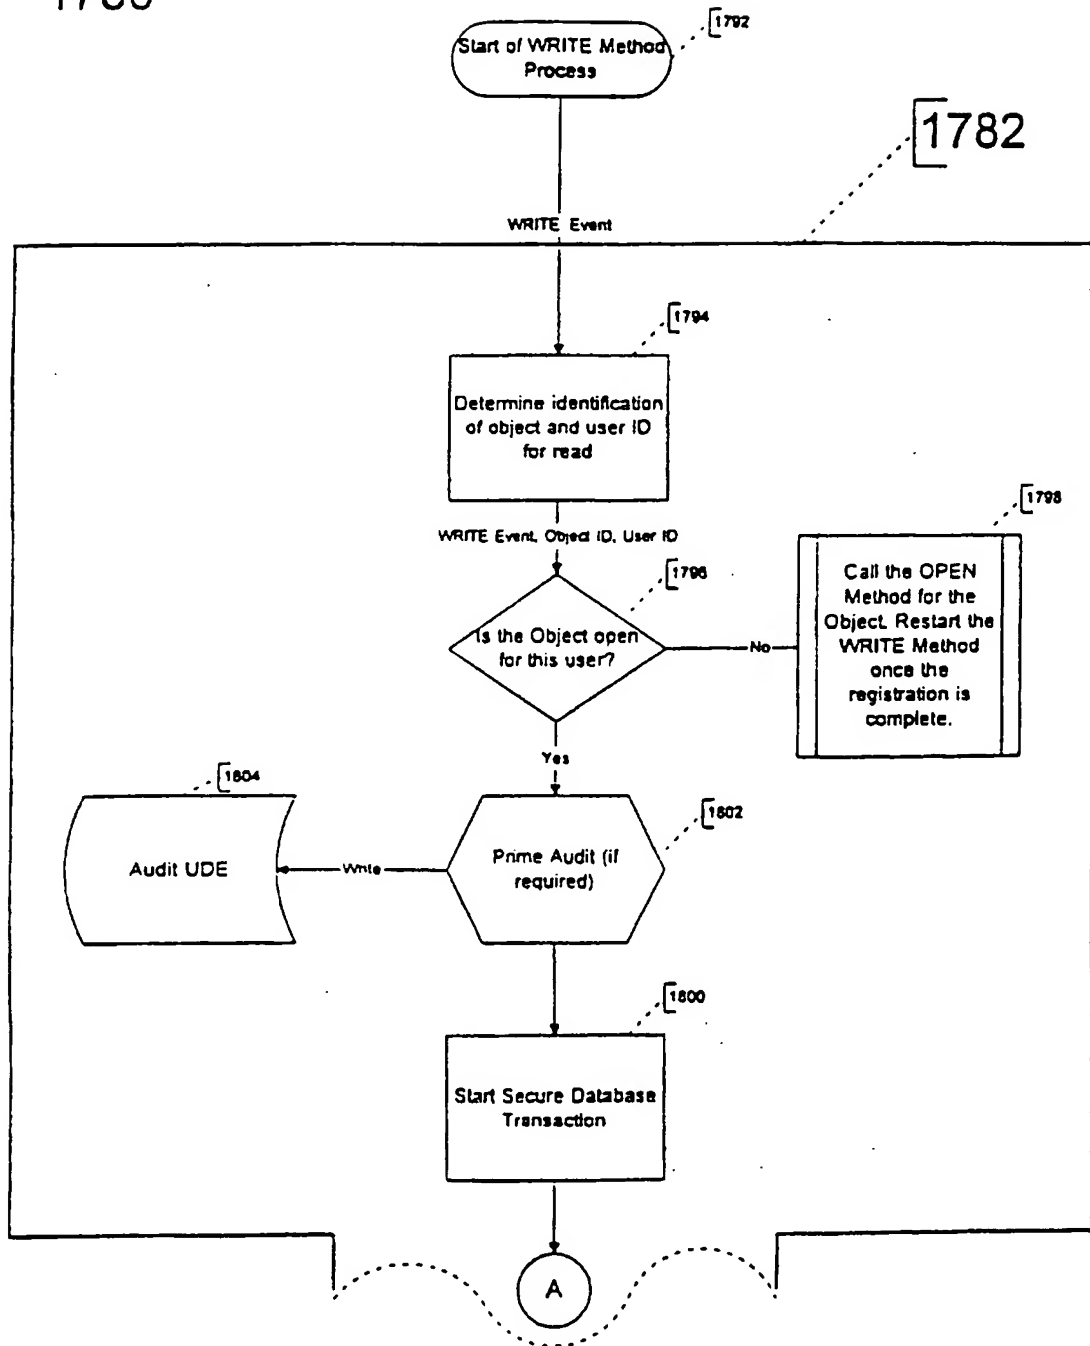 1792
Start of WRITE Method
Process
1782
WRITE Event
1794
Determine identification
of object and user ID
for read
WRITE Event, Object ID, User ID
1796
1798
Is the Object open
for this user?
No
Call the OPEN
Method for the
Object. Restart the
WRITE Method
once the
registration is
complete.
Yes
1804
1802
Audit UDE
Write
Prime Audit (if
required)
1800
Start Secure Database
Transaction
A